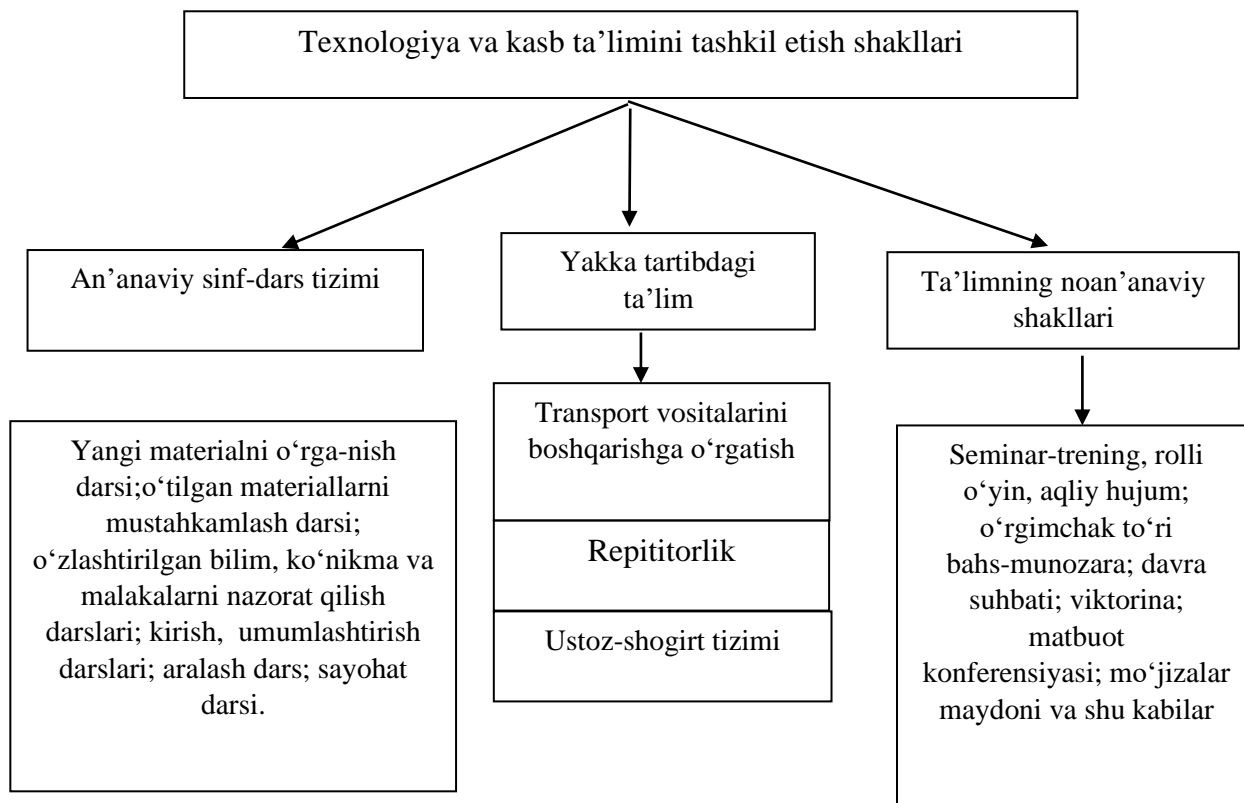 Texnologiya va kasb ta’limini tashkil etish shakllari
An’anaviy sinf-dars tizimi
Yakka tartibdagi
ta’lim
Ta’limning noan’anaviy
shakllari
Yangi materialni o‘rga-nish
darsi;o‘tilgan materiallarni
mustahkamlash darsi;
o‘zlashtirilgan bilim, ko‘nikma va
malakalarni nazorat qilish
darslari; kirish, umumlashtirish
darslari; aralash dars; sayohat
darsi.
Transport vositalarini
boshqarishga o‘rgatish
Repititorlik
Ustoz-shogirt tizimi
Seminar-trening, rolli
o‘yin, aqliy hujum;
o‘rgimchak to‘ri
bahs-munozara; davra
suhbati; viktorina;
matbuot
konferensiyasi; mo‘jizalar
maydoni va shu kabilar